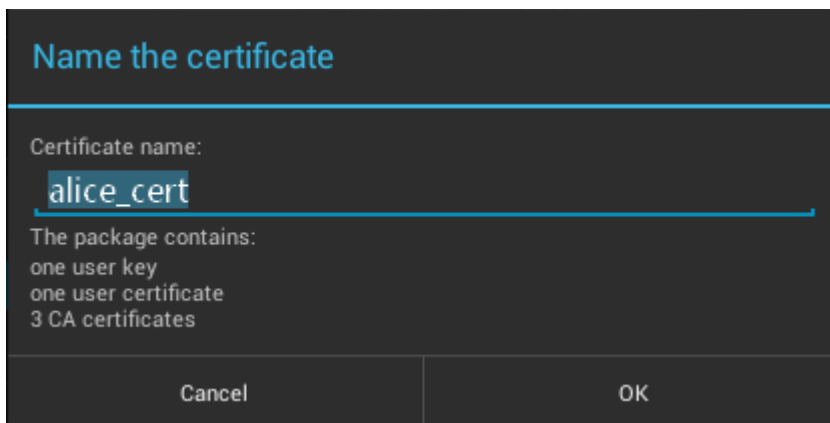 Name the certificate
Certificate name:
alice_cert
The package contains:
one user key
one user certificate
3 CA certificates
Cancel
OK